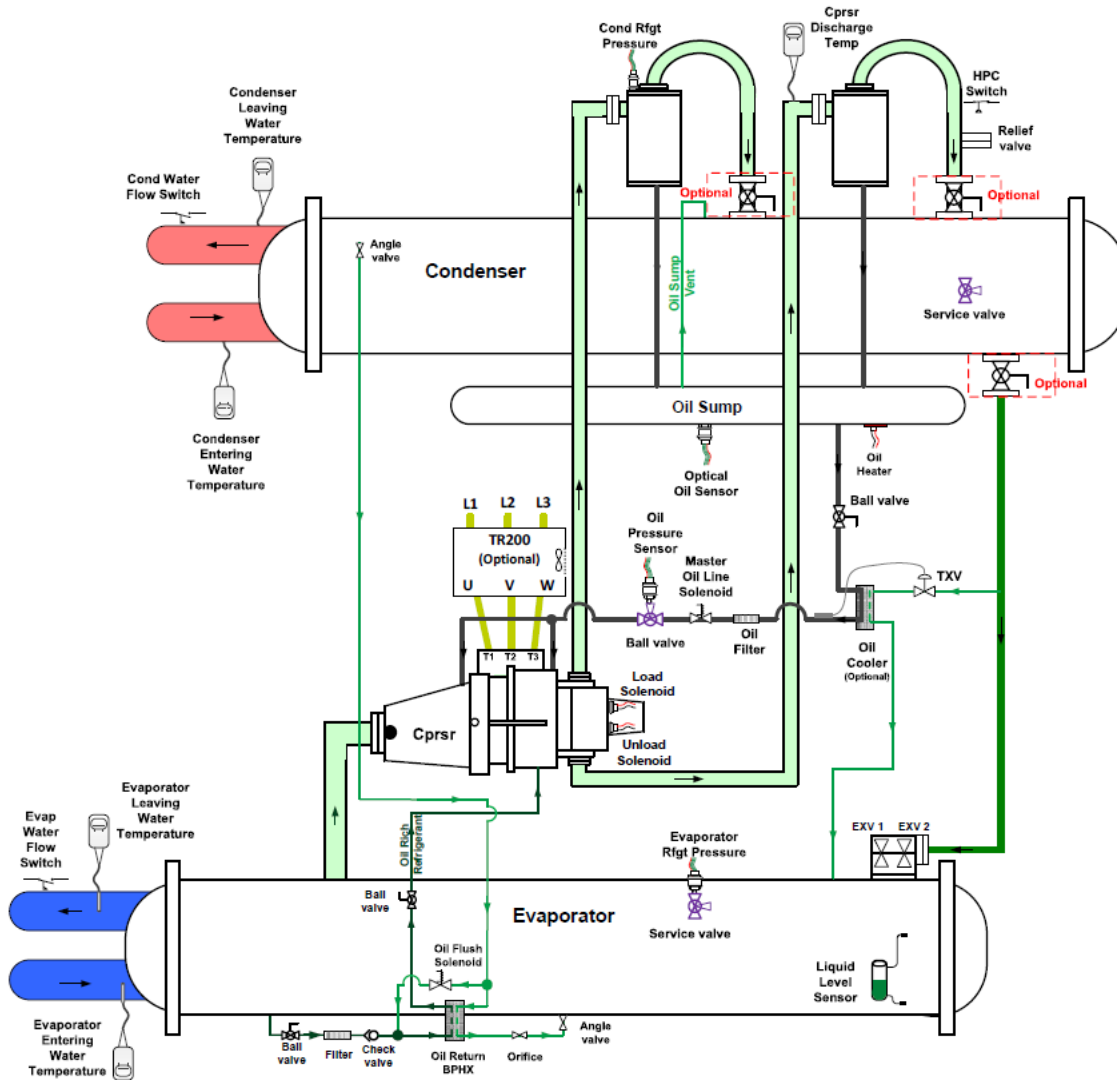 Cond Rfgt
Pressure
Cprsr
Discharge
Temp
HPC
Switch
Relief
valve
Condenser
Leaving
Water
Temperature
Cond Water
Flow Switch
Optional
Optional
Angle
valve
Condenser
Oil Sump
Vent
Service valve
Optional
Oil Sump
Condenser
Entering
Water
Temperature
Optical
Oil Sensor
Oil
Heater
Ball valve
L1 L2 L3
TR200
(Optional)
U V W
Oil
Pressure
Sensor
Master
Oil Line
Solenoid
TXV
Ball valve
Oil
Filter
Oil
Cooler
(Optional)
T1 T2 T3
Load
Solenoid
Cprsr
Unload
Solenoid
Evaporator
Leaving
Water
Temperature
Evap
Water
Flow
Switch
Oil Rich
Refrigerant
Evaporator
Rfgt Pressure
EXV 1 EXV 2
Ball
valve
Evaporator
Service valve
Oil Flush
Solenoid
Liquid
Level
Sensor
Evaporator
Entering
Water
Temperature
Ball
valve
Filter
Check
valve
Oil Return
BPHX
Orifice
Angle
valve